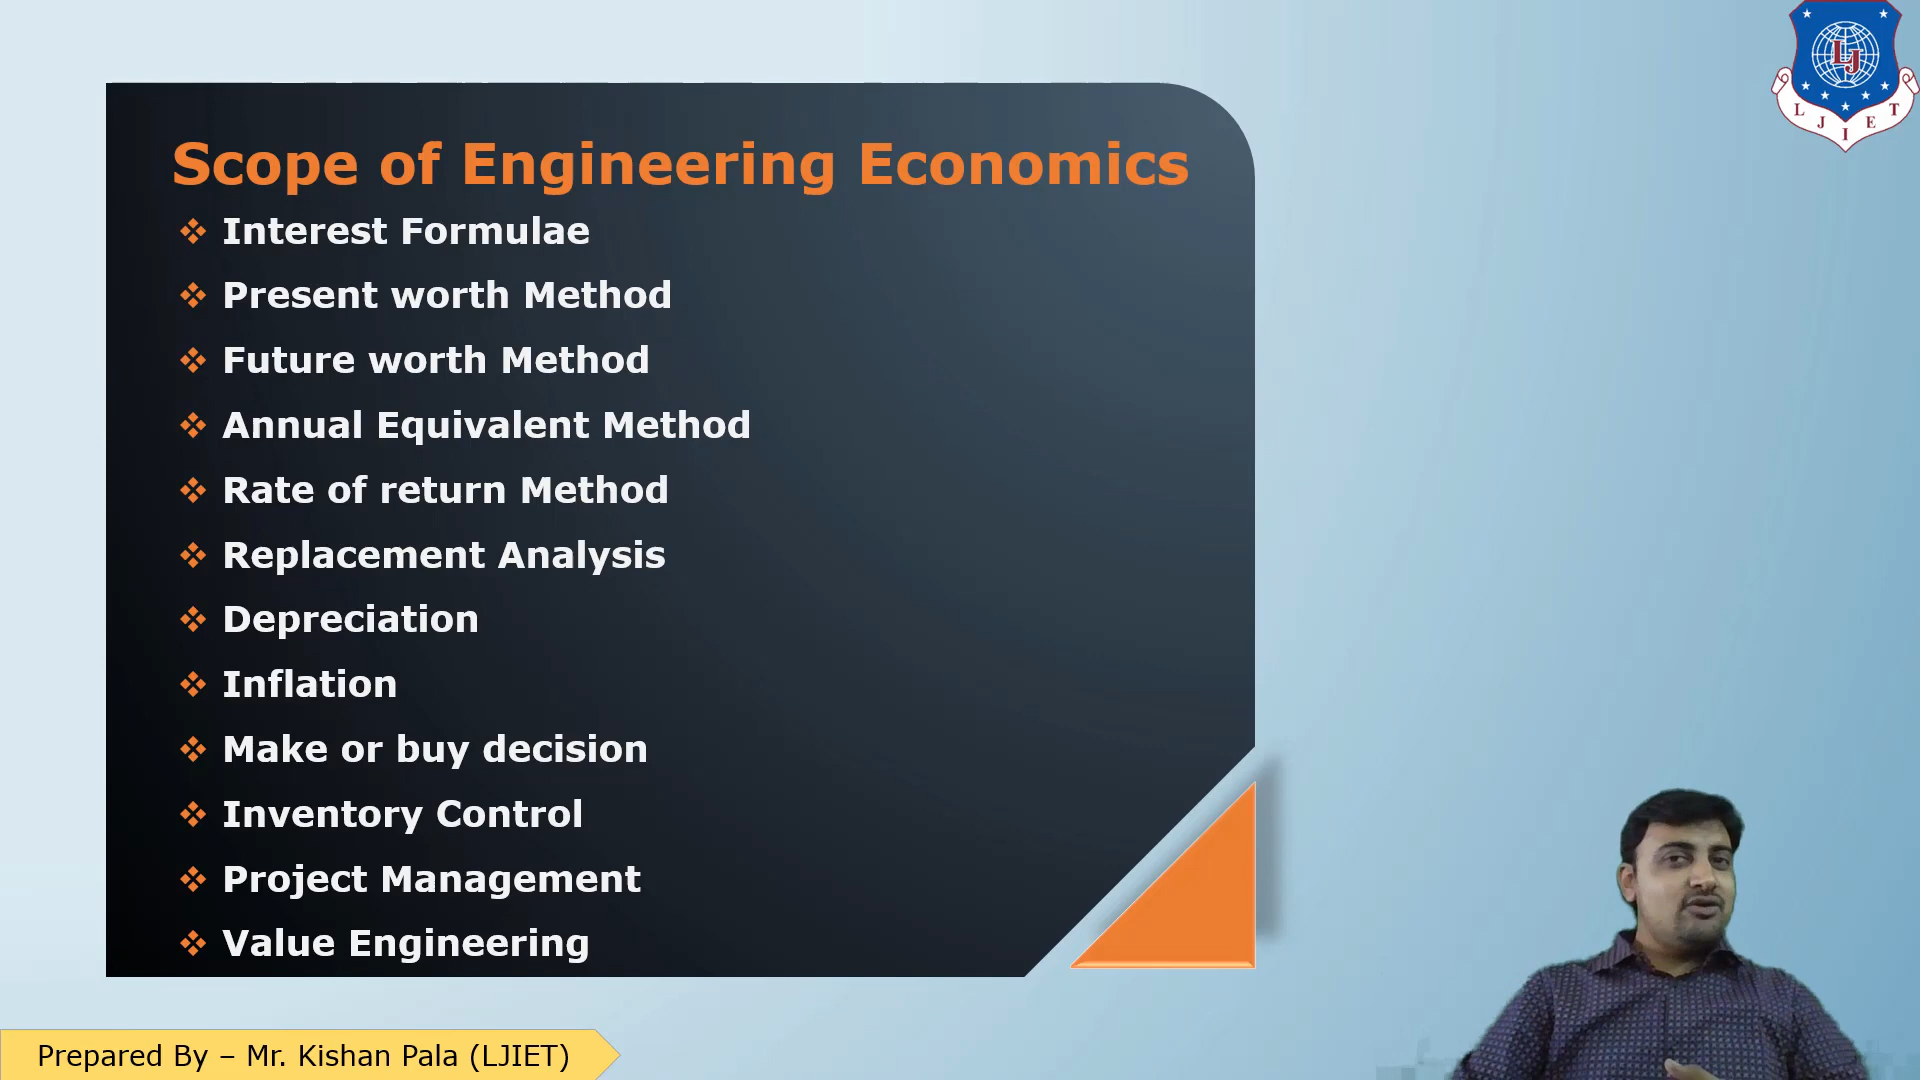 Scope of Engineering Economics
Interest Formulae
Present worth Method
Future worth Method
Annual Equivalent Method
Rate of return Method
Replacement Analysis
Depreciation
Inflation
Make or buy decision
Inventory Control
Project Management
Value Engineering
Prepared By – Mr. Kishan Pala (LJIET)
LJ
L J I E T